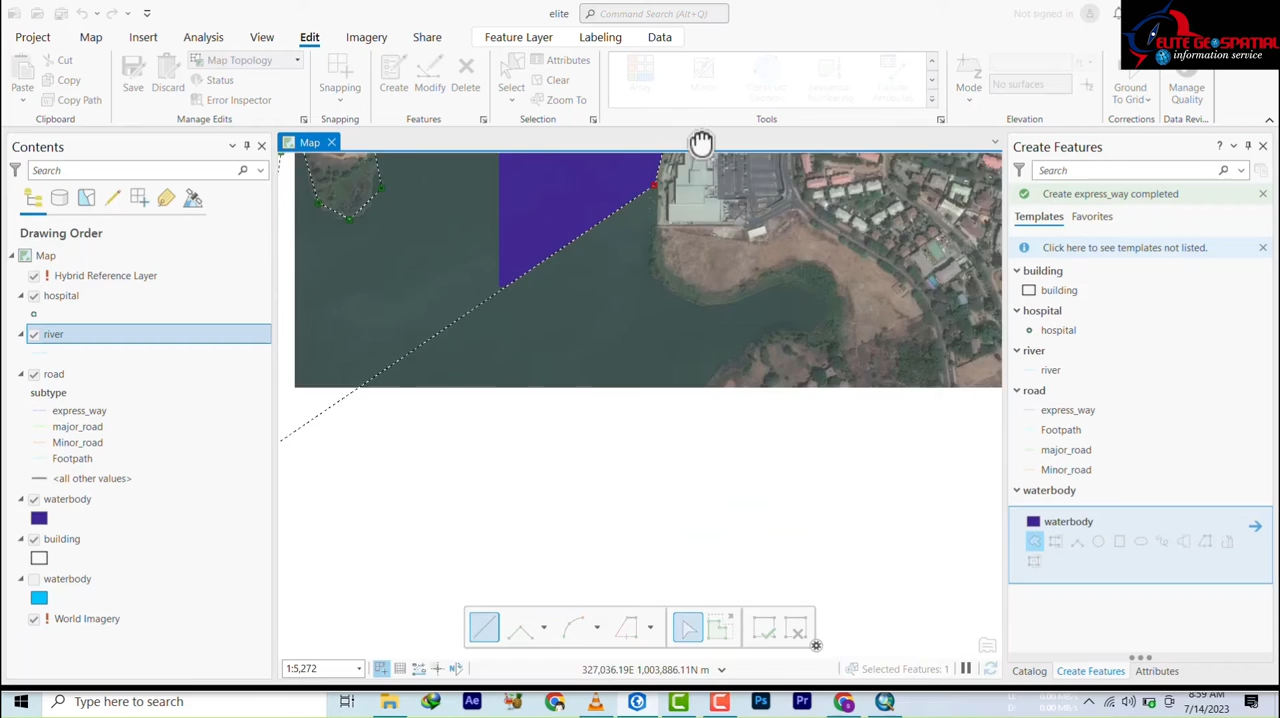 elite
Command Search (Alt+Q)
Not signed in
ELITE GEOSPATIAL
information service
Project
Map
Insert
Analysis
View
Edit
Imagery
Share
Feature Layer
Labeling
Data
Paste
Cut
Copy
Copy Path
Clipboard
Save
Discard
Map Topology
Status
Error Inspector
Manage Edits
Snapping
Snapping
Create
Modify
Delete
Features
Select
Attributes
Clear
Zoom To
Selection
Tools
Mode
No surfaces
Elevation
Ground
To Grid
Corrections
Manage
Quality
Data Revi...
Contents
Search
Drawing Order
Map
Hybrid Reference Layer
hospital
river
road
subtype
express_way
major_road
Minor_road
Footpath
<all other values>
waterbody
building
waterbody
World Imagery
Map
1:5,272
327,036.19E 1,003,886.11N m
Selected Features: 1
Create Features
Search
Create express_way completed
Templates
Favorites
Click here to see templates not listed.
building
building
hospital
hospital
river
river
road
express_way
Footpath
major_road
Minor_road
waterbody
waterbody
Catalog
Create Features
Attributes
Type here to search
8:59 AM
7/14/2023